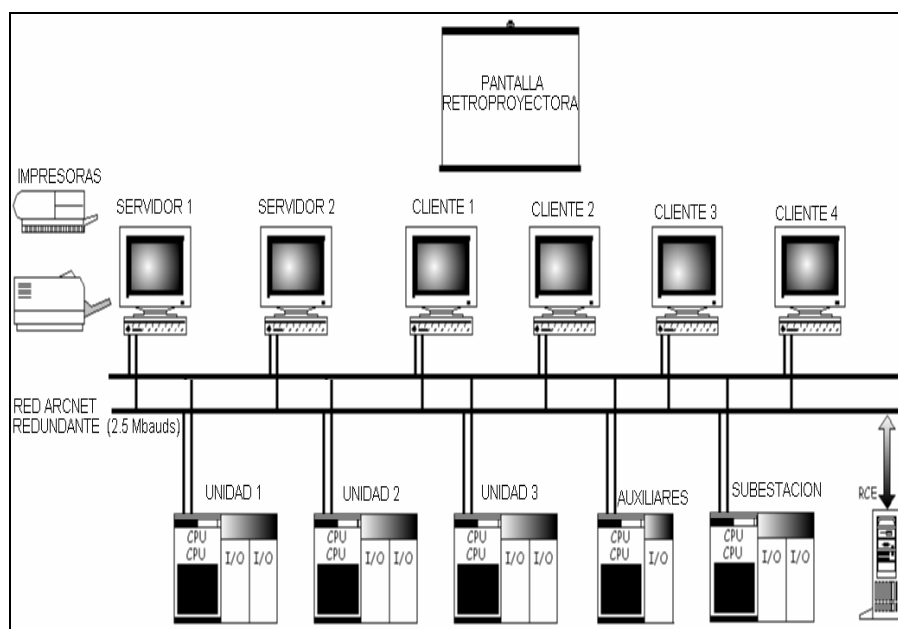 PANTALLA
RETROPROYECTORA
IMPRESORAS
SERVIDOR 1
SERVIDOR 2
CLIENTE 1
CLIENTE 2
CLIENTE 3
CLIENTE 4
RED ARCNET
REDUNDANTE (2.5 Mbauds)
UNIDAD 1
UNIDAD 2
UNIDAD 3
AUXILIARES
SUBESTACION
RCE
CPU
CPU
I/O I/O
CPU
CPU
I/O I/O
CPU
CPU
I/O I/O
CPU
CPU
I/O
CPU
CPU
I/O I/O